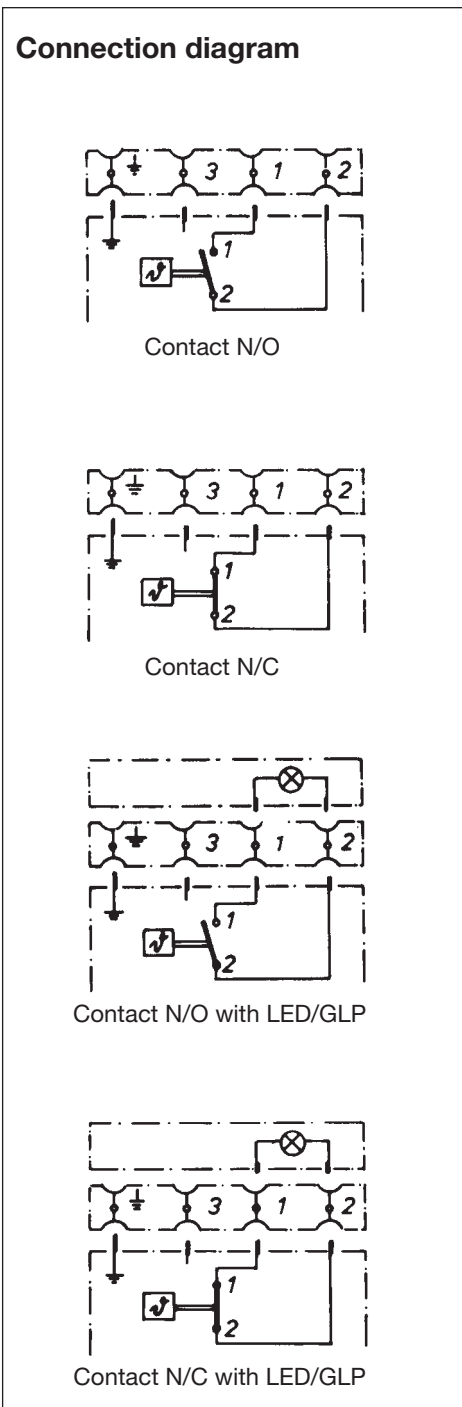 Connection diagram
3 1 2
1
ϑ
2
Contact N/O
3 1 2
1
ϑ
2
Contact N/C
3 1 2
1
ϑ
2
Contact N/O with LED/GLP
3 1 2
1
ϑ
2
Contact N/C with LED/GLP